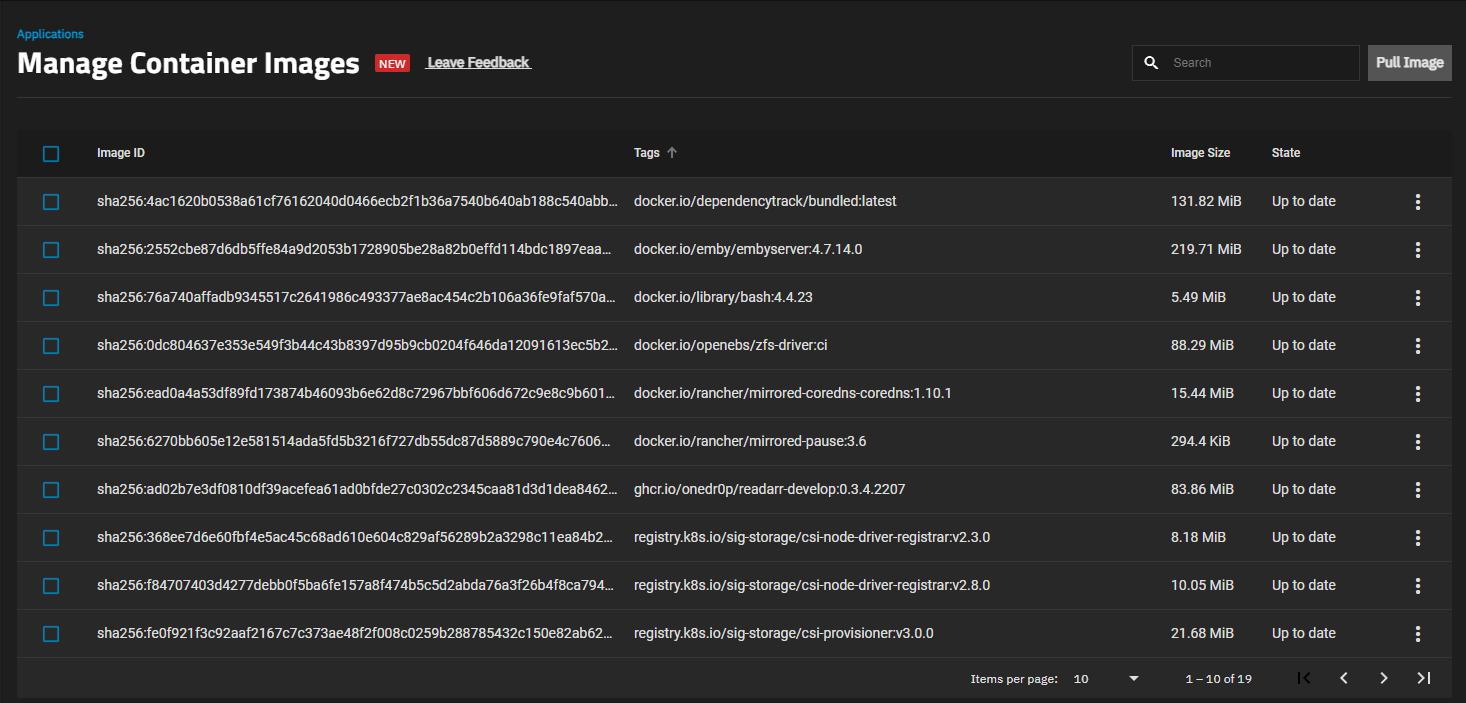 Applications
Manage Container Images NEW Leave Feedback Search Pull Image
Image ID Tags Image Size State
sha256:4ac1620b0538a61cf76162040d0466ecb2f1b36a7540b640ab188c540abb... docker.io/dependencytrack/bundled:latest 131.82 MiB Up to date
sha256:2552cbe87d6db5ffe84a9d2053b1728905be28a82b0effd114bdc1897eaa... docker.io/emby/embyserver:4.7.14.0 219.71 MiB Up to date
sha256:76a740affadb9345517c2641986c493377ae8ac454c2b106a36fe9faf570a... docker.io/library/bash:4.4.23 5.49 MiB Up to date
sha256:0dc804637e353e549f3b44c43b8397d95b9cb0204f646da12091613ec5b2... docker.io/openebs/zfs-driver:ci 88.29 MiB Up to date
sha256:ead0a4a53df89fd173874b46093b6e62d8c72967bbf606d672c9e8c9b601... docker.io/rancher/mirrored-coredns-coredns:1.10.1 15.44 MiB Up to date
sha256:6270bb605e12e581514ada5fd5b3216f727db55dc87d5889c790e4c7606... docker.io/rancher/mirrored-pause:3.6 294.4 KiB Up to date
sha256:ad02b7e3df0810df39acefea61ad0bfde27c0302c2345caa81d3d1dea8462... ghcr.io/onedr0p/readarr-develop:0.3.4.2207 83.86 MiB Up to date
sha256:368ee7d6e60fbf4e5ac45c68ad610e604c829af56289b2a3298c11ea84b2... registry.k8s.io/sig-storage/csi-node-driver-registrar:v2.3.0 8.18 MiB Up to date
sha256:f84707403d4277debb0f5ba6fe157a8f474b5c5d2abda76a3f26b4f8ca794... registry.k8s.io/sig-storage/csi-node-driver-registrar:v2.8.0 10.05 MiB Up to date
sha256:fe0f921f3c92aaf2167c7c373ae48f2f008c0259b288785432c150e82ab62... registry.k8s.io/sig-storage/csi-provisioner:v3.0.0 21.68 MiB Up to date
Items per page: 10 1 – 10 of 19